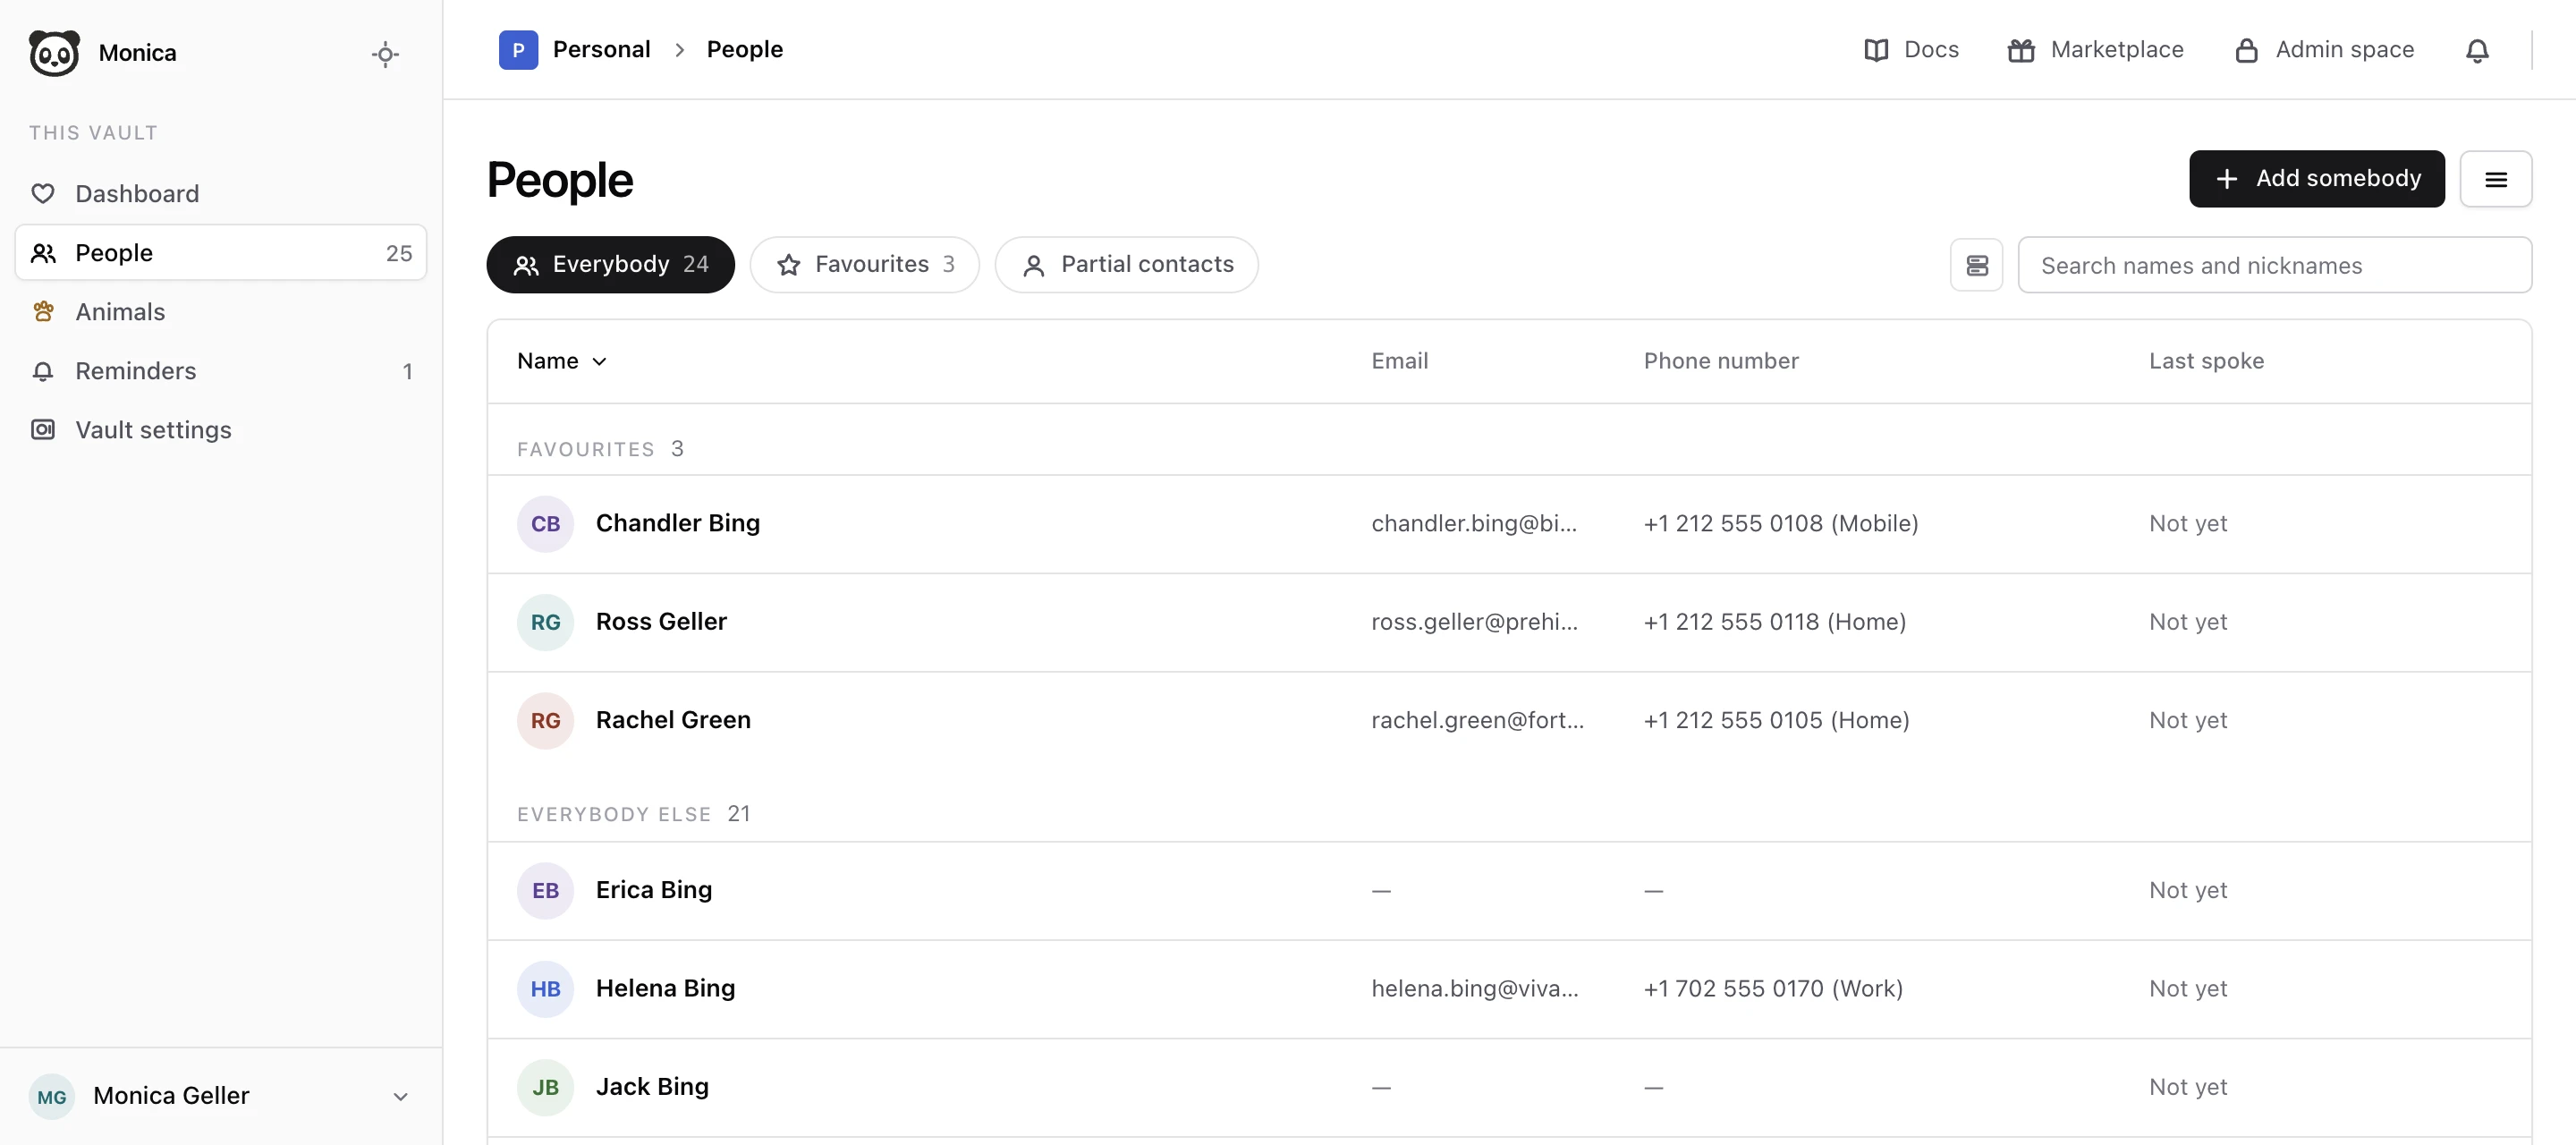 Monica
THIS VAULT
Dashboard
People 25
Animals
Reminders 1
Vault settings
MG Monica Geller
P Personal > People
Docs
Marketplace
Admin space
People
+ Add somebody
Everybody 24
Favourites 3
Partial contacts
Search names and nicknames
Name Email Phone number Last spoke
FAVOURITES 3
CB Chandler Bing chandler.bing@bi... +1 212 555 0108 (Mobile) Not yet
RG Ross Geller ross.geller@prehi... +1 212 555 0118 (Home) Not yet
RG Rachel Green rachel.green@fort... +1 212 555 0105 (Home) Not yet
EVERYBODY ELSE 21
EB Erica Bing — — Not yet
HB Helena Bing helena.bing@viva... +1 702 555 0170 (Work) Not yet
JB Jack Bing — — Not yet